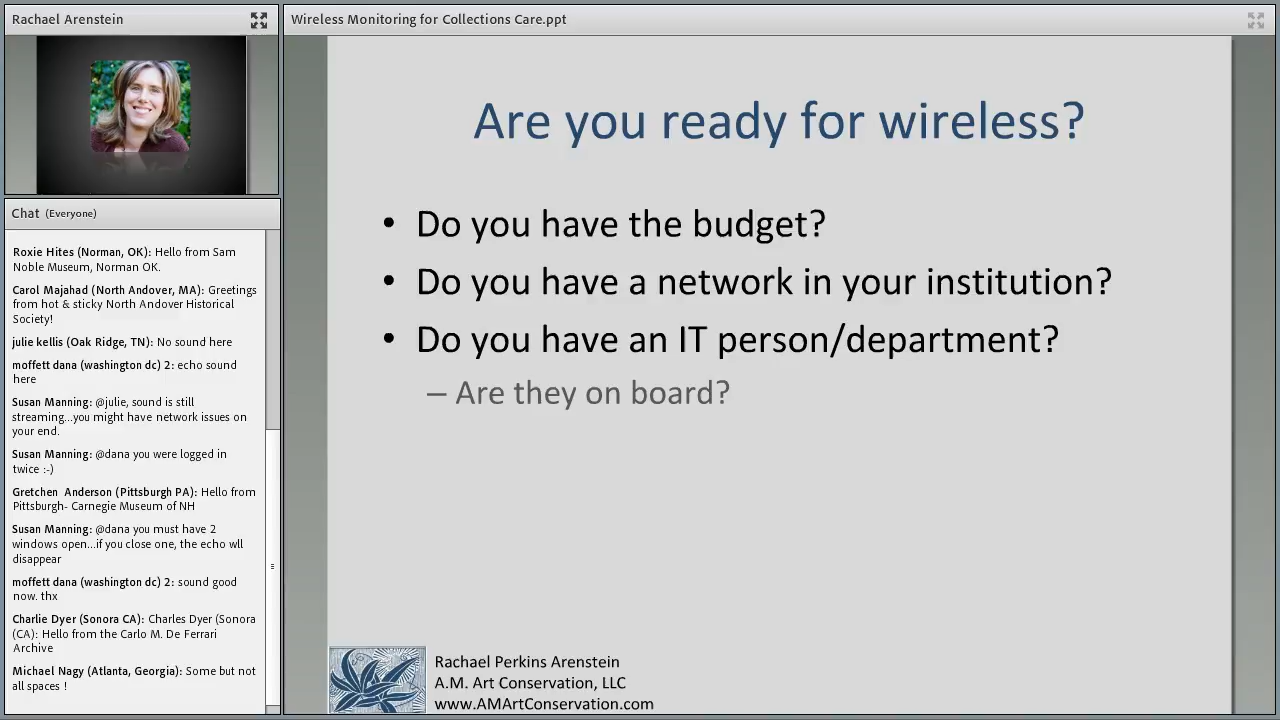 Rachael Arenstein
Wireless Monitoring for Collections Care.ppt
Chat (Everyone)
Roxie Hites (Norman, OK): Hello from Sam
Noble Museum, Norman OK.
Carol Majahad (North Andover, MA): Greetings
from hot & sticky North Andover Historical
Society!
julie kellis (Oak Ridge, TN): No sound here
moffett dana (washington dc) 2: echo sound
here
Susan Manning: @julie, sound is still
streaming...you might have network issues on
your end.
Susan Manning: @dana you were logged in
twice :-)
Gretchen Anderson (Pittsburgh PA): Hello from
Pittsburgh- Carnegie Museum of NH
Susan Manning: @dana you must have 2
windows open...if you close one, the echo wll
disappear
moffett dana (washington dc) 2: sound good
now. thx
Charlie Dyer (Sonora CA): Charles Dyer (Sonora
(CA): Hello from the Carlo M. De Ferrari
Archive
Michael Nagy (Atlanta, Georgia): Some but not
all spaces !
Are you ready for wireless?
• Do you have the budget?
• Do you have a network in your institution?
• Do you have an IT person/department?
– Are they on board?
Rachael Perkins Arenstein
A.M. Art Conservation, LLC
www.AMArtConservation.com